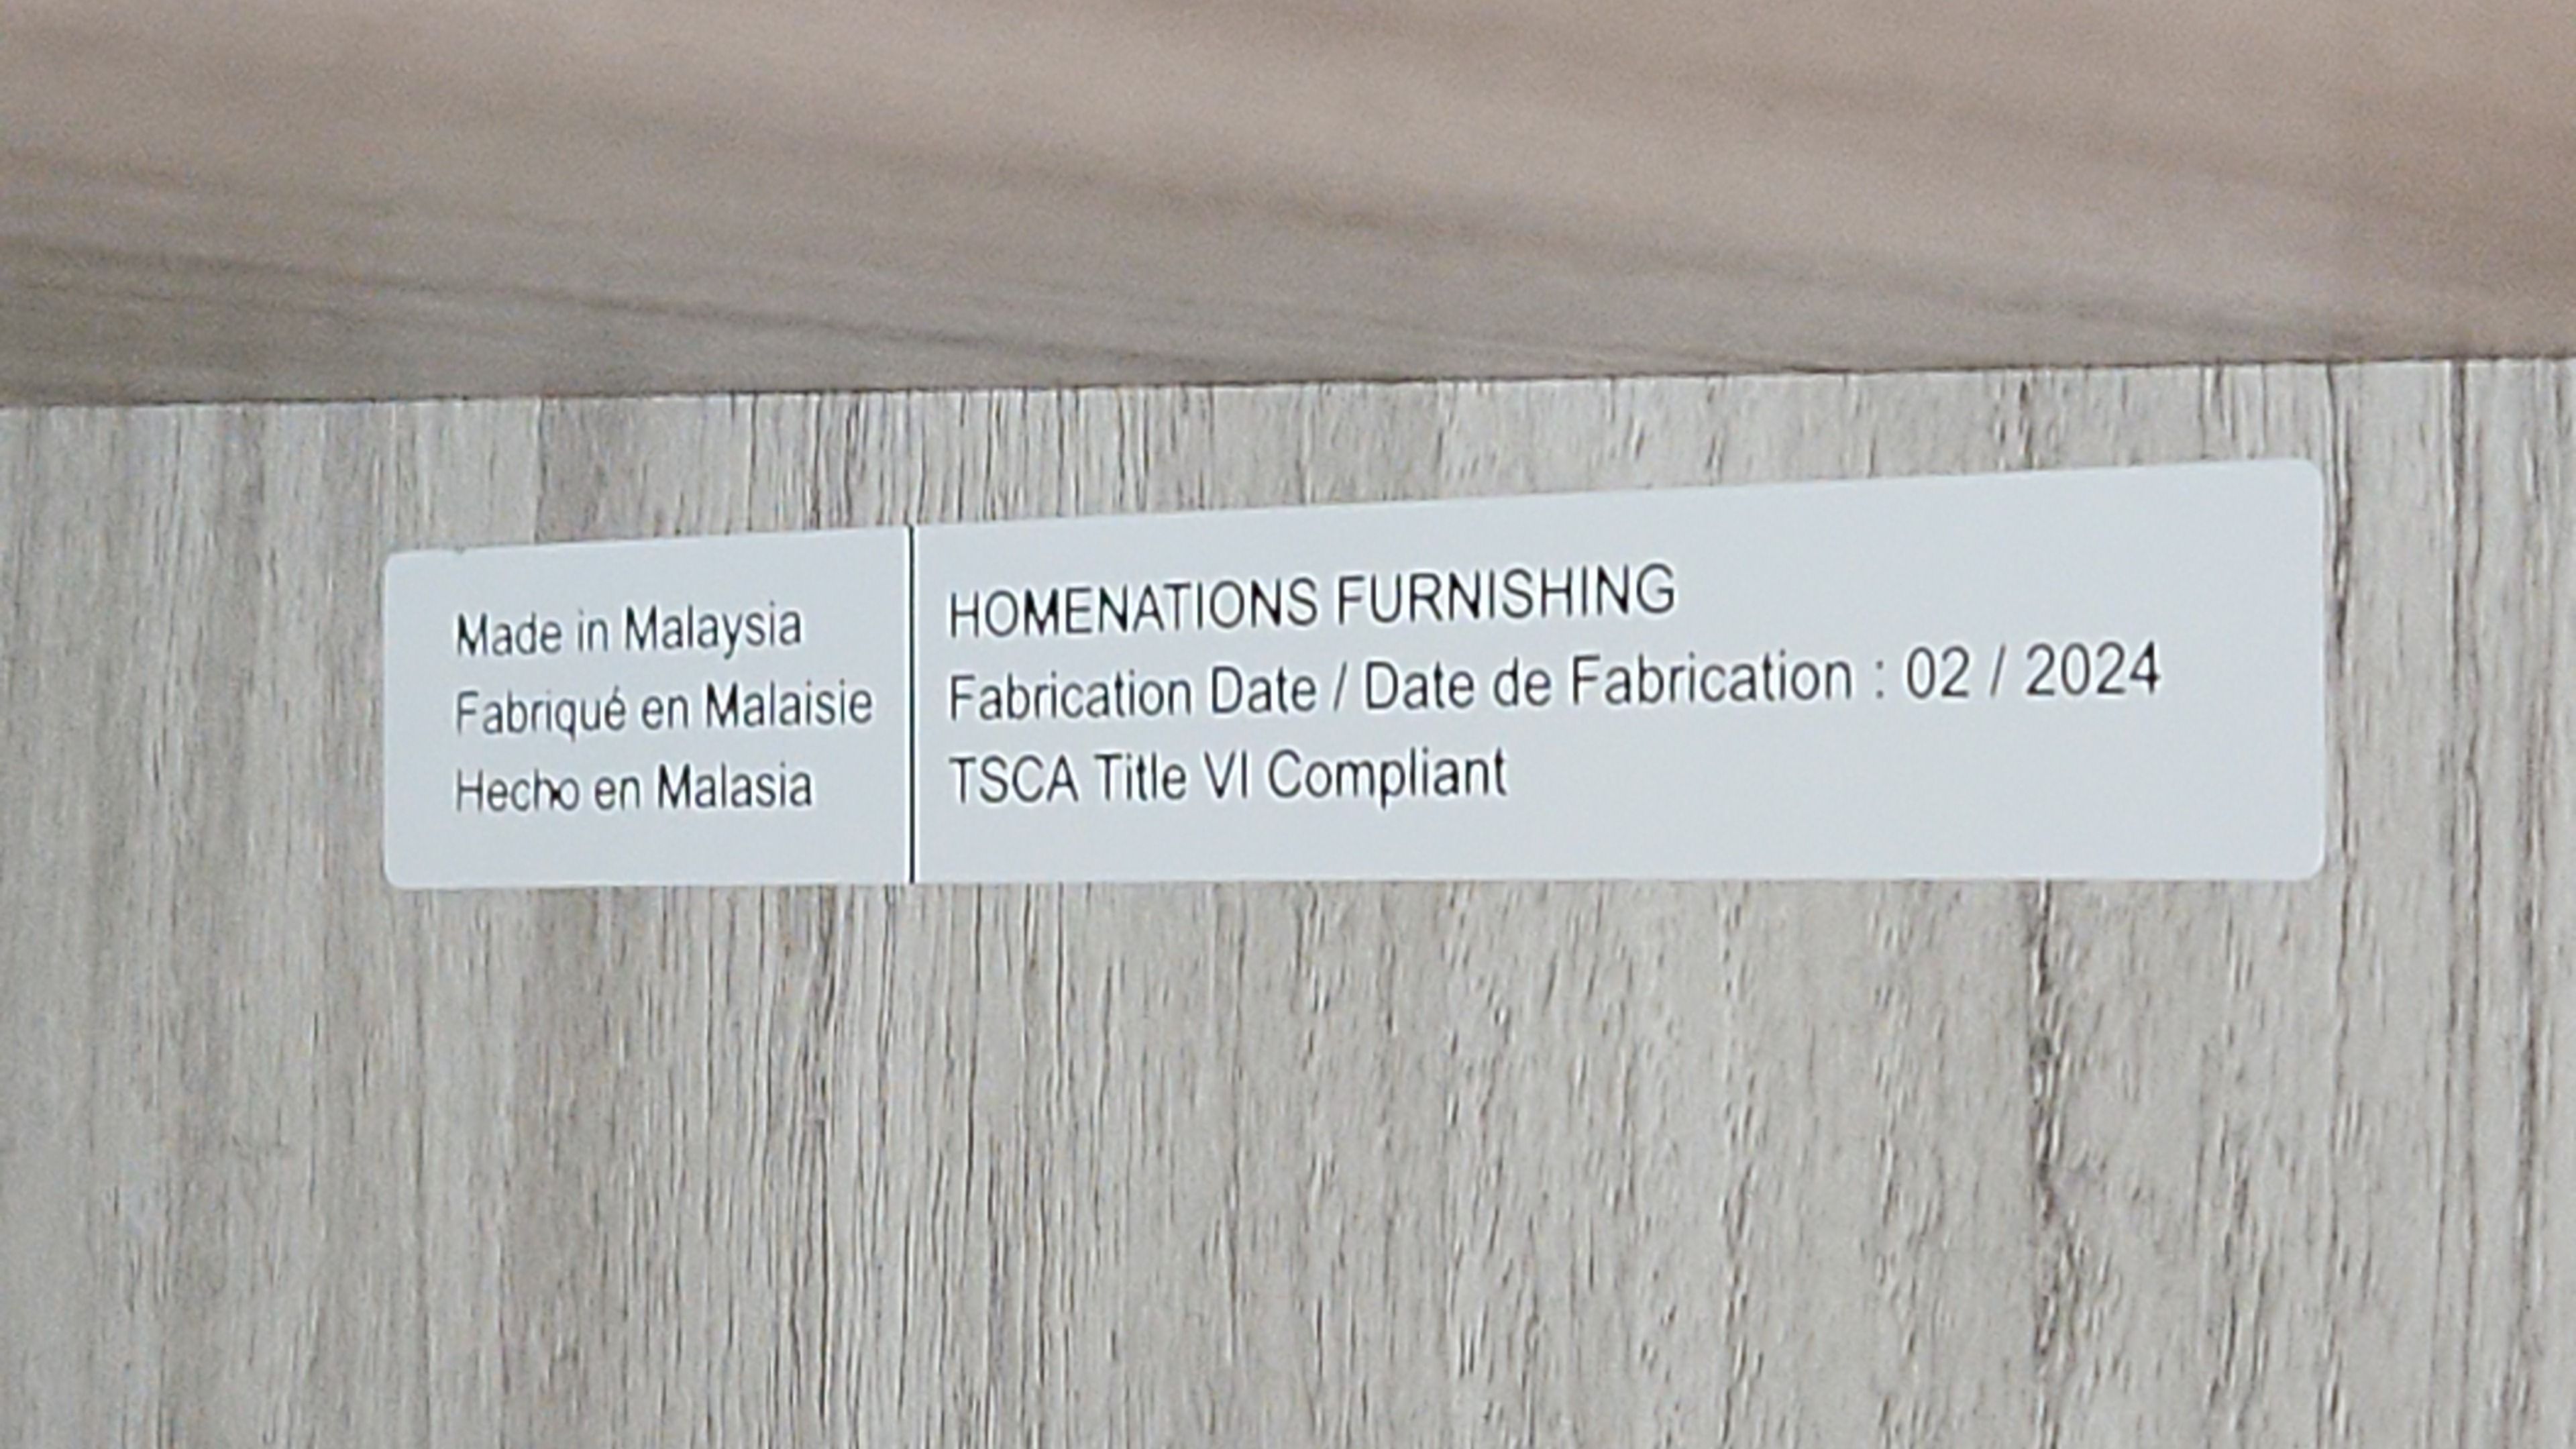 Made in Malaysia
Fabriqué en Malaisie
Hecho en Malasia
HOMENATIONS FURNISHING
Fabrication Date / Date de Fabrication : 02 / 2024
TSCA Title VI Compliant